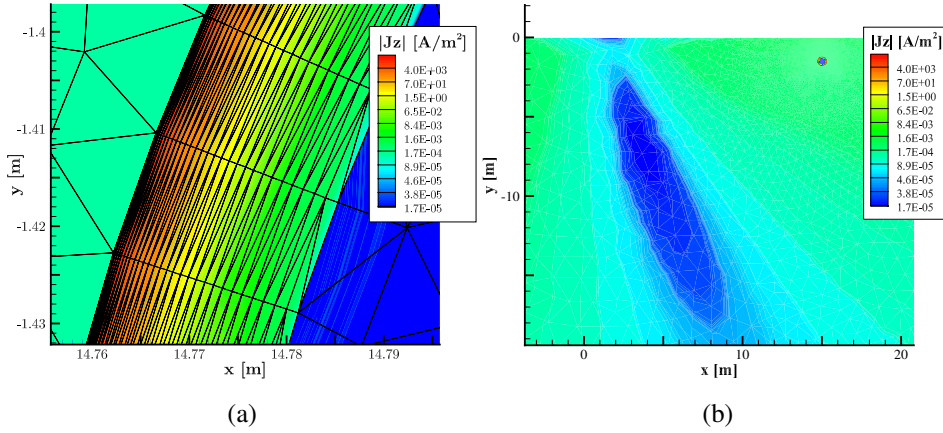 -1.4
-1.41
-1.42
-1.43
y [m]
14.76
14.77
14.78
14.79
x [m]
|Jz| [A/m²]
4.0E+03
7.0E+01
1.5E+00
6.5E-02
8.4E-03
1.6E-03
1.7E-04
8.9E-05
4.6E-05
3.8E-05
1.7E-05
(a)
0
-10
y [m]
0
10
20
x [m]
|Jz| [A/m²]
4.0E+03
7.0E+01
1.5E+00
6.5E-02
8.4E-03
1.6E-03
1.7E-04
8.9E-05
4.6E-05
3.8E-05
1.7E-05
(b)